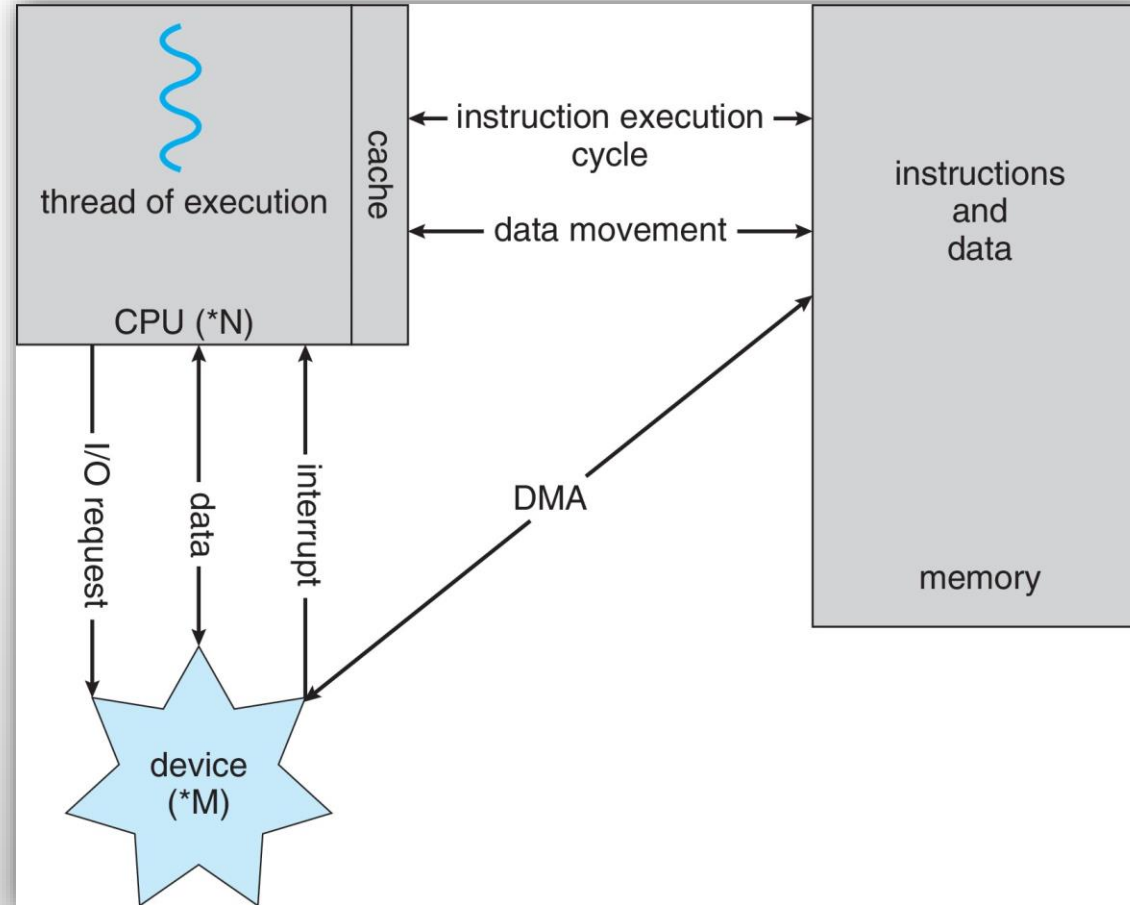 thread of execution
CPU (*N)
cache
instruction execution
cycle
data movement
instructions
and
data
memory
I/O request
data
interrupt
DMA
device
(*M)